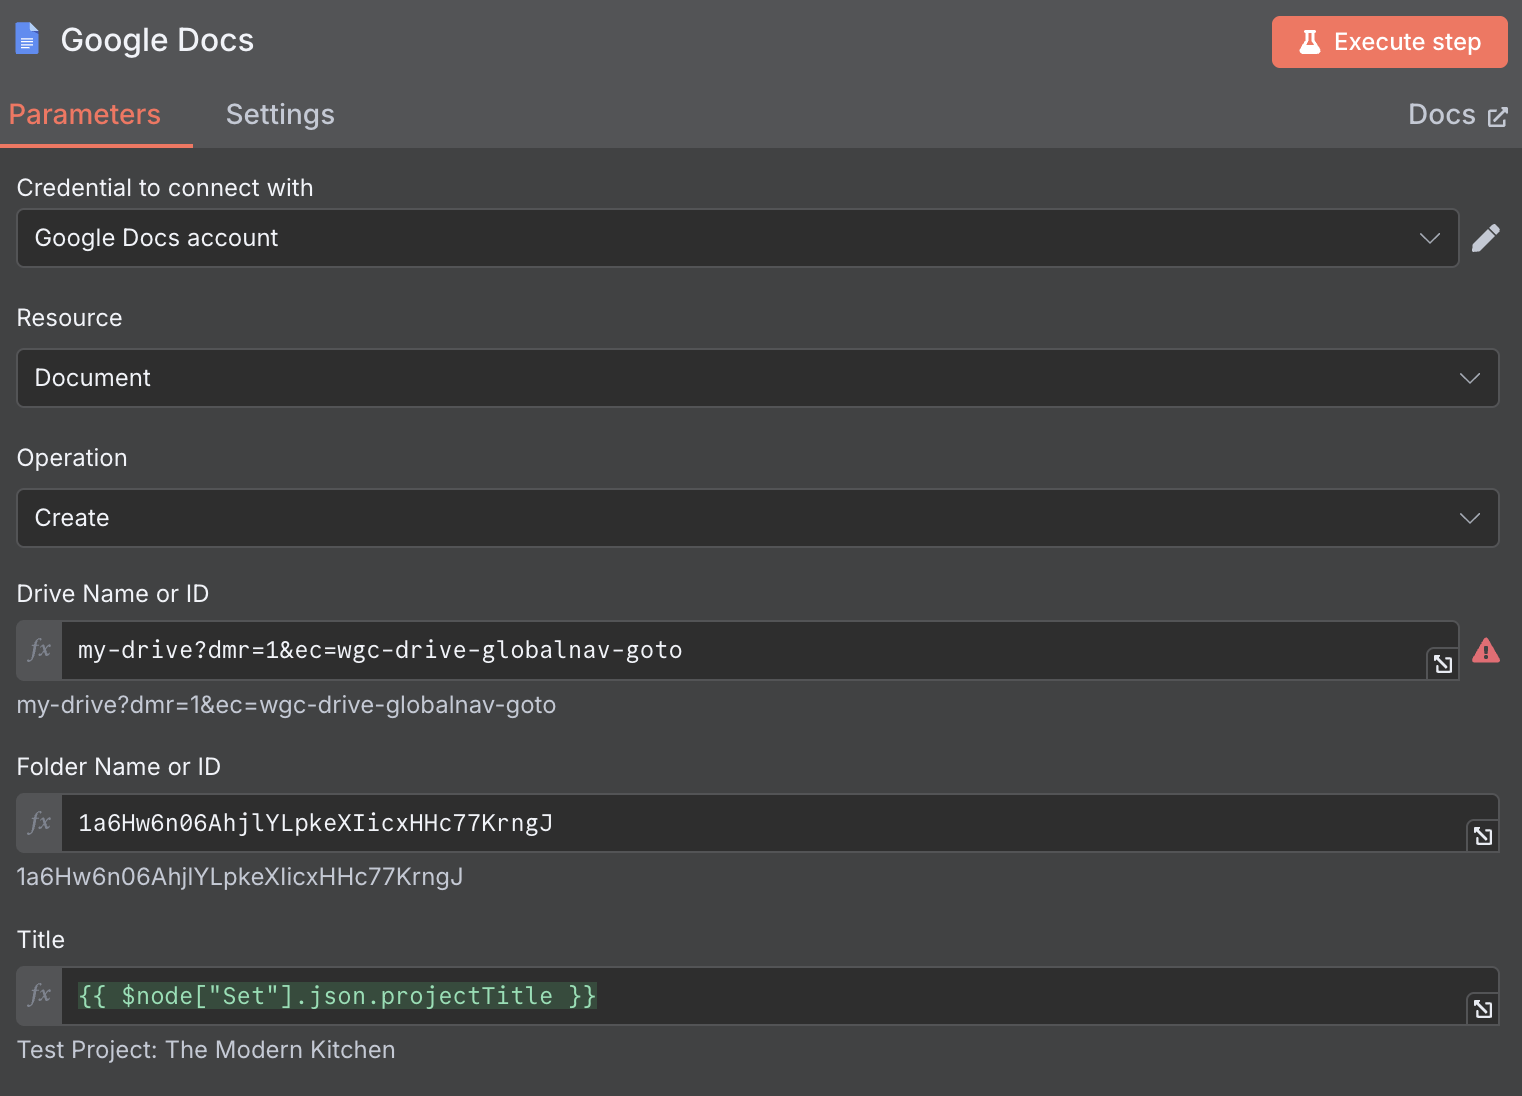 Google Docs
Execute step
Parameters
Settings
Docs
Credential to connect with
Google Docs account
Resource
Document
Operation
Create
Drive Name or ID
fx my-drive?dmr=1&ec=wgc-drive-globalnav-goto
my-drive?dmr=1&ec=wgc-drive-globalnav-goto
Folder Name or ID
fx 1a6Hw6n06AhjlYLpkeXIicxHHc77KrngJ
1a6Hw6n06AhjlYLpkeXIicxHHc77KrngJ
Title
fx {{ $node["Set"].json.projectTitle }}
Test Project: The Modern Kitchen